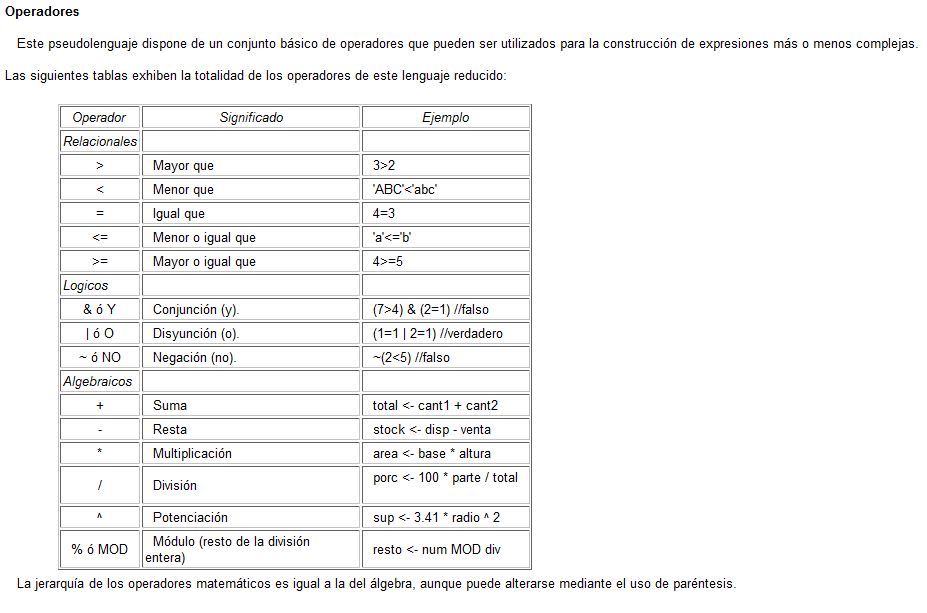 Operadores
Este pseudolenguaje dispone de un conjunto básico de operadores que pueden ser utilizados para la construcción de expresiones más o menos complejas.
Las siguientes tablas exhiben la totalidad de los operadores de este lenguaje reducido:
Operador Significado Ejemplo
Relacionales
> Mayor que 3>2
< Menor que 'ABC'<'abc'
= Igual que 4=3
<= Menor o igual que 'a'<='b'
>= Mayor o igual que 4>=5
Logicos
& ó Y Conjunción (y). (7>4) & (2=1) //falso
| ó O Disyunción (o). (1=1 | 2=1) //verdadero
~ ó NO Negación (no). ~(2<5) //falso
Algebraicos
+ Suma total <- cant1 + cant2
- Resta stock <- disp - venta
* Multiplicación area <- base * altura
/ División porc <- 100 * parte / total
^ Potenciación sup <- 3.41 * radio ^ 2
% ó MOD Módulo (resto de la división
entera) resto <- num MOD div
La jerarquía de los operadores matemáticos es igual a la del álgebra, aunque puede alterarse mediante el uso de paréntesis.